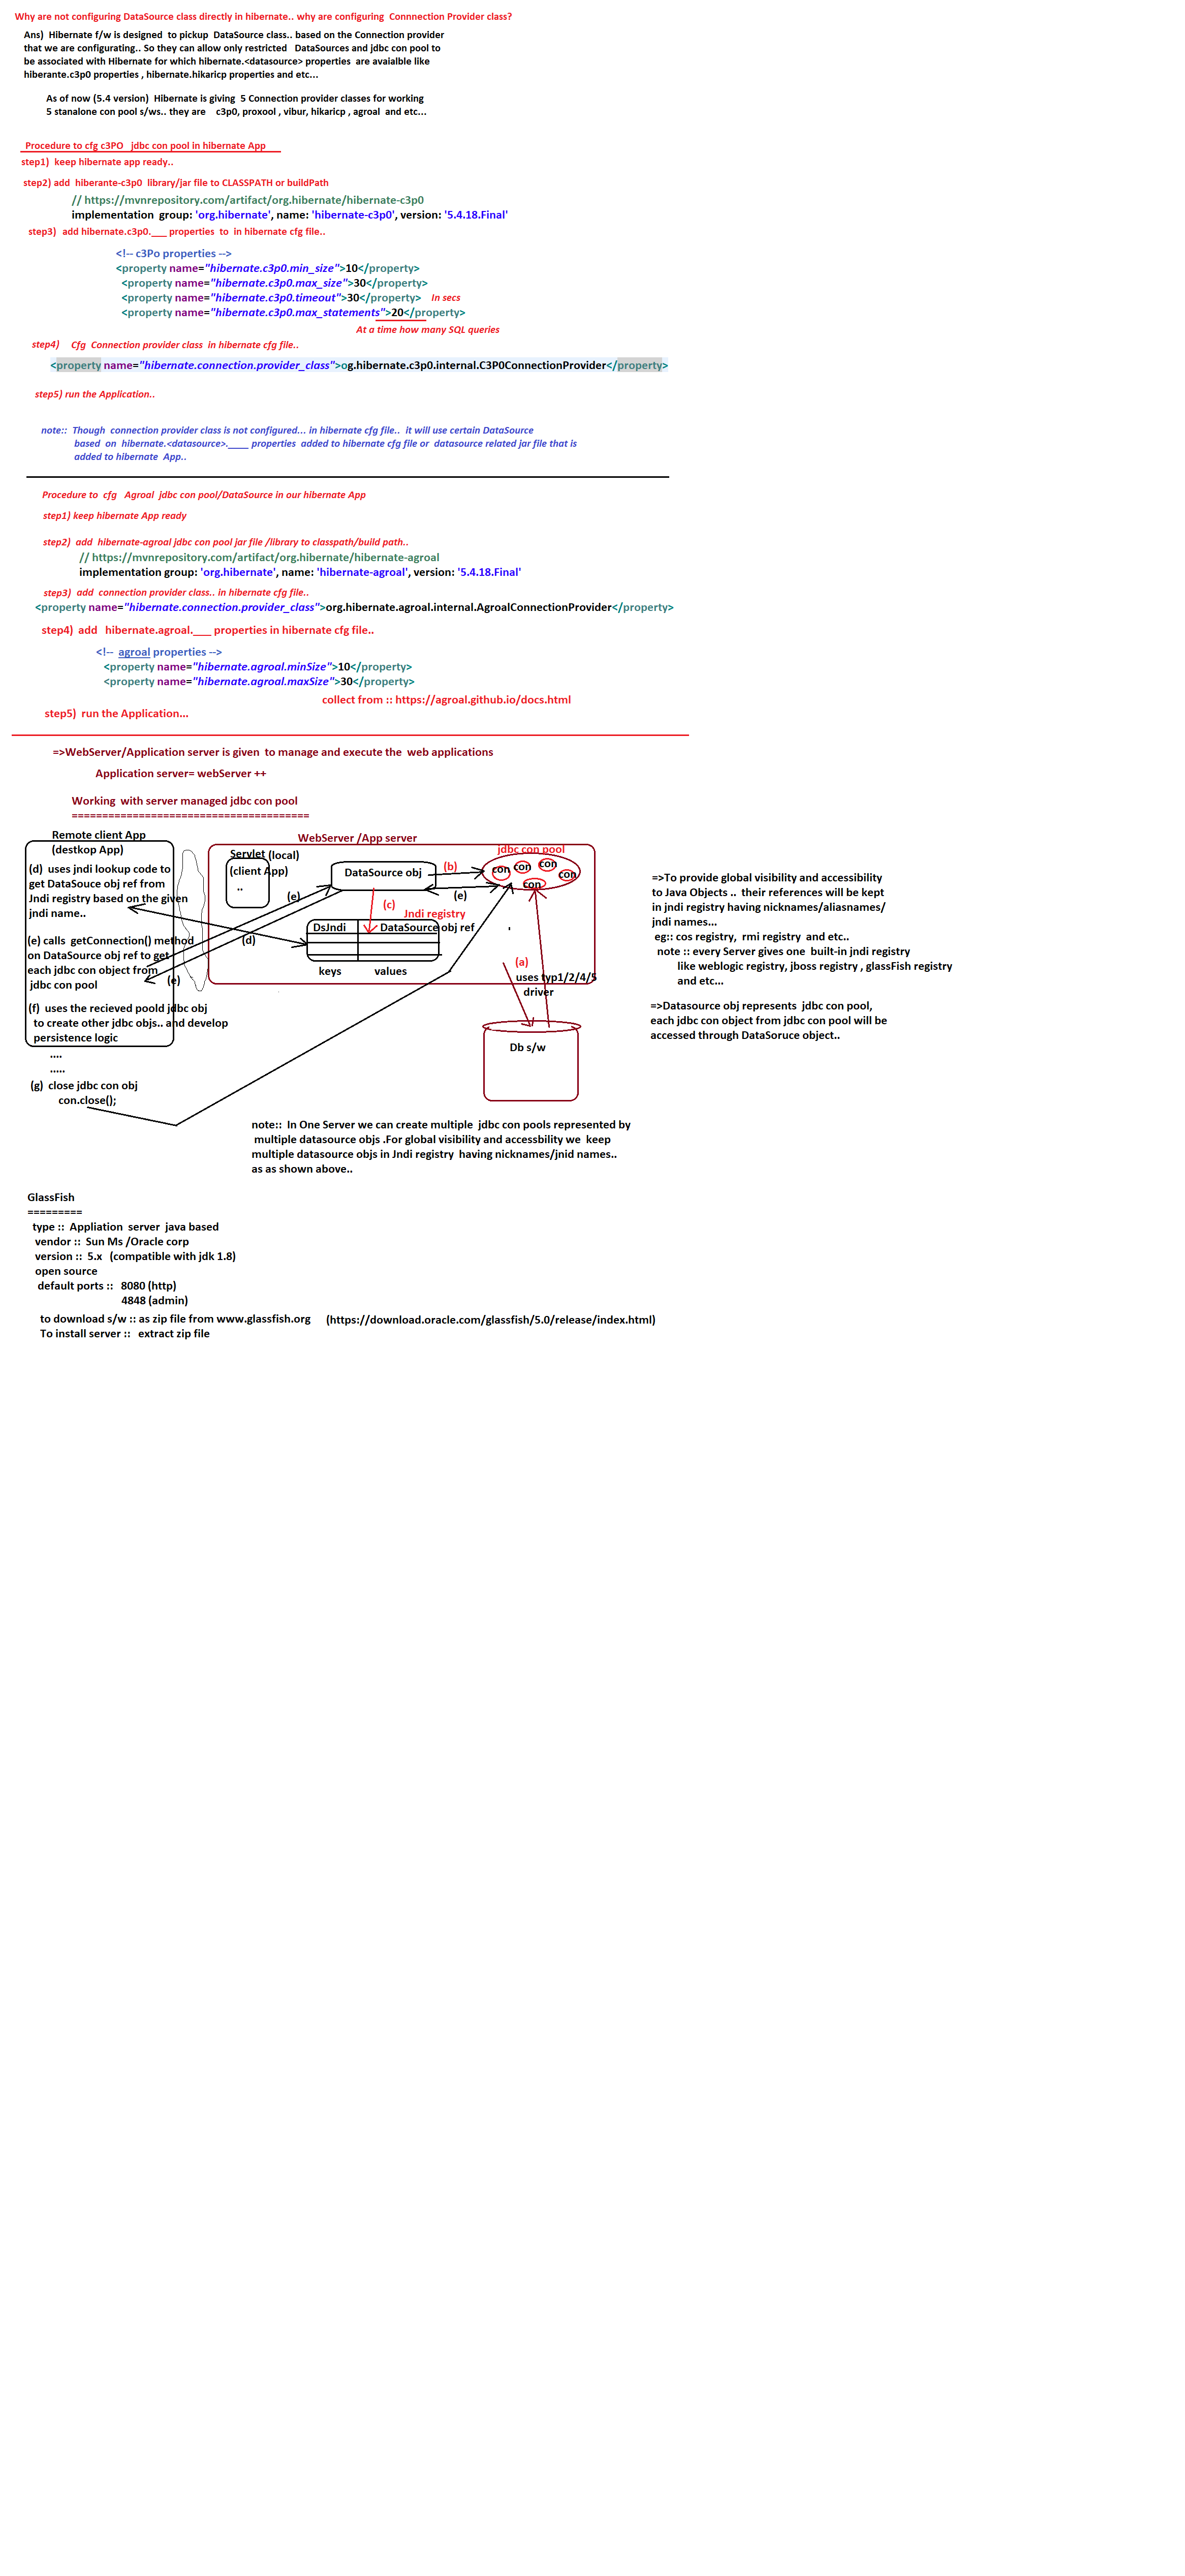 Why are not configuring DataSource class directly in hibernate.. why are configuring  Connnection Provider class?
Ans)  Hibernate f/w is designed  to pickup  DataSource class.. based on the Connection provider
that we are configurating.. So they can allow only restricted   DataSources and jdbc con pool to
be associated with Hibernate for which hibernate.<datasource> properties  are avaialble like
hiberante.c3p0 properties , hibernate.hikaricp properties and etc...
As of now (5.4 version)  Hibernate is giving  5 Connection provider classes for working
5 stanalone con pool s/ws.. they are    c3p0, proxool , vibur, hikaricp , agroal  and etc...
Procedure to cfg c3PO   jdbc con pool in hibernate App
step1)  keep hibernate app ready..
step2) add  hiberante-c3p0  library/jar file to CLASSPATH or buildPath
// https://mvnrepository.com/artifact/org.hibernate/hibernate-c3p0
implementation  group: 'org.hibernate', name: 'hibernate-c3p0', version: '5.4.18.Final'
step3)  add hibernate.c3p0.___ properties  to  in hibernate cfg file..
<!-- c3Po properties -->
<property name="hibernate.c3p0.min_size">10</property>
<property name="hibernate.c3p0.max_size">30</property>
<property name="hibernate.c3p0.timeout">30</property>   In secs
<property name="hibernate.c3p0.max_statements">20</property>
At a time how many SQL queries
step4)    Cfg  Connection provider class  in hibernate cfg file..
<property name="hibernate.connection.provider_class">og.hibernate.c3p0.internal.C3P0ConnectionProvider</property>
step5) run the Application..
note::  Though  connection provider class is not configured... in hibernate cfg file..  it will use certain DataSource
based  on  hibernate.<datasource>.____ properties  added to hibernate cfg file or  datasource related jar file that is
added to hibernate  App..
Procedure to  cfg   Agroal  jdbc con pool/DataSource in our hibernate App
step1) keep hibernate App ready
step2)  add  hibernate-agroal jdbc con pool jar file /library to classpath/build path..
// https://mvnrepository.com/artifact/org.hibernate/hibernate-agroal
implementation group: 'org.hibernate', name: 'hibernate-agroal', version: '5.4.18.Final'
step3)  add  connection provider class.. in hibernate cfg file..
<property name="hibernate.connection.provider_class">org.hibernate.agroal.internal.AgroalConnectionProvider</property>
step4)  add   hibernate.agroal.___ properties in hibernate cfg file..
<!--  agroal properties -->
<property name="hibernate.agroal.minSize">10</property>
<property name="hibernate.agroal.maxSize">30</property>
collect from :: https://agroal.github.io/docs.html
step5)  run the Application...
=>WebServer/Application server is given  to manage and execute the  web applications
Application server= webServer ++
Working  with server managed jdbc con pool
=======================================
Remote client App
(destkop App)
(d)  uses jndi lookup code to
get DataSouce obj ref from
Jndi registry based on the given
jndi name..
(e) calls  getConnection() method
on DataSource obj ref to get
each jdbc con object from
jdbc con pool
(f)  uses the recieved poold jdbc obj
to create other jdbc objs.. and develop
persistence logic
....
.....
(g)  close jdbc con obj
con.close();
WebServer /App server
Servlet (local)
(client App)
..
DataSource obj
(b)
jdbc con pool
con con con
con
con
(e)
(e)
(c)
Jndi registry
DsJndi   DataSource obj ref
(d)
keys   values
(e)
(a)
uses typ1/2/4/5
driver
Db s/w
=>To provide global visibility and accessibility
to Java Objects ..  their references will be kept
in jndi registry having nicknames/aliasnames/
jndi names...
eg:: cos registry,  rmi registry  and etc..
note :: every Server gives one  built-in jndi registry
like weblogic registry, jboss registry , glassFish registry
and etc...
=>Datasource obj represents  jdbc con pool,
each jdbc con object from jdbc con pool will be
accessed through DataSoruce object..
note::  In One Server we can create multiple  jdbc con pools represented by
multiple datasource objs .For global visibility and accessbility we  keep
multiple datasource objs in Jndi registry  having nicknames/jnid names..
as as shown above..
GlassFish
=========
type ::  Appliation  server  java based
vendor ::  Sun Ms /Oracle corp
version ::  5.x   (compatible with jdk 1.8)
open source
default ports ::   8080 (http)
4848 (admin)
to download s/w :: as zip file from www.glassfish.org      (https://download.oracle.com/glassfish/5.0/release/index.html)
To install server ::   extract zip file